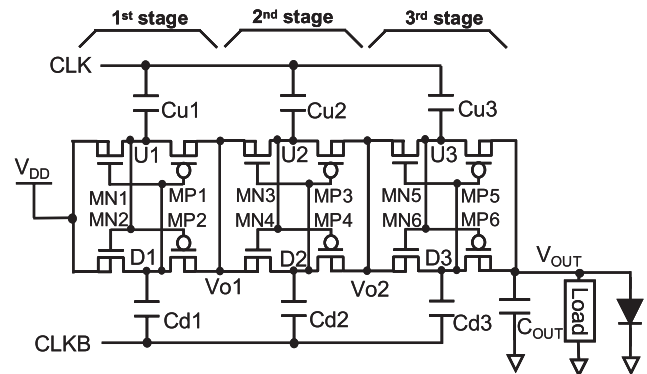 1st stage 2nd stage 3rd stage
CLK
Cu1 Cu2 Cu3
VDD
U1 U2 U3
MN1 MP1 MN3 MP3 MN5 MP5
MN2 MP2 MN4 MP4 MN6 MP6
D1 D2 D3
Vo1 Vo2
VOUT
Cd1 Cd2 Cd3
COUT
Load
CLKB